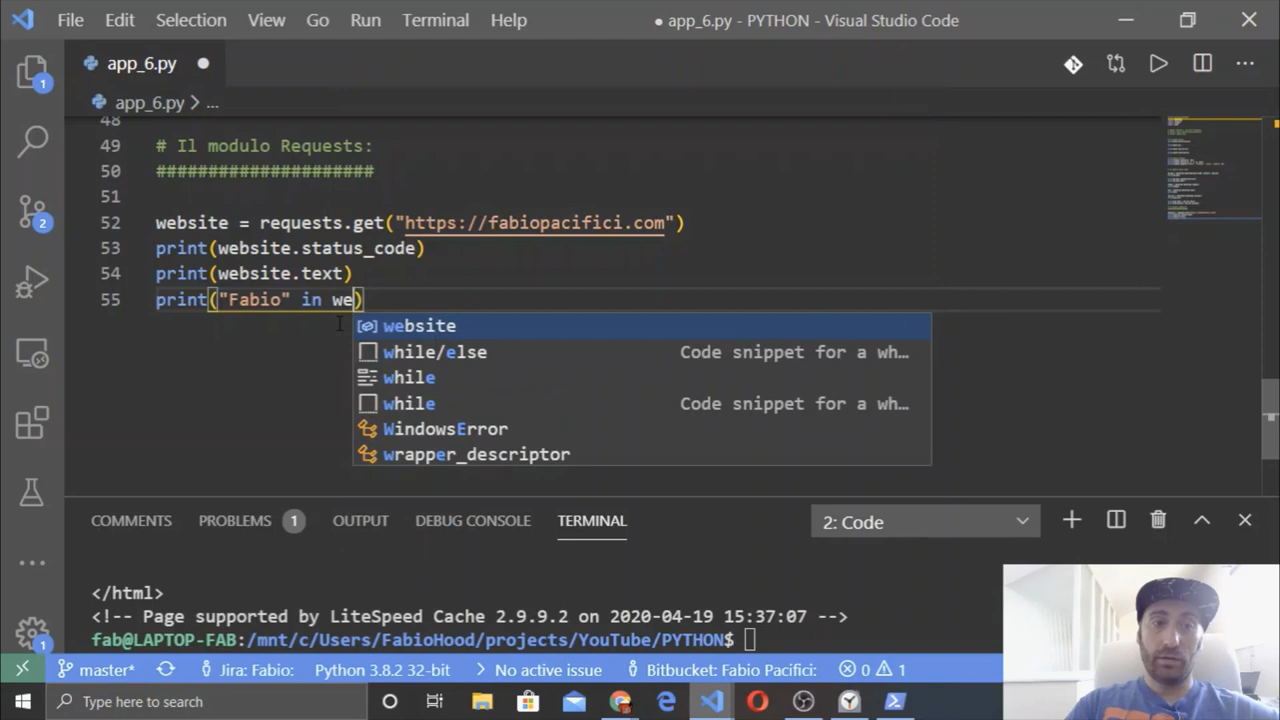 File Edit Selection View Go Run Terminal Help ● app_6.py - PYTHON - Visual Studio Code
app_6.py
app_6.py > ...
48
49 # Il modulo Requests:
50 #####################
51
52 website = requests.get("https://fabiopacifici.com")
53 print(website.status_code)
54 print(website.text)
55 print("Fabio" in we)
website
while/else Code snippet for a wh…
while
while Code snippet for a wh…
WindowsError
wrapper_descriptor
COMMENTS PROBLEMS 1 OUTPUT DEBUG CONSOLE TERMINAL 2: Code
</html>
<!-- Page supported by LiteSpeed Cache 2.9.9.2 on 2020-04-19 15:37:07 -->
fab@LAPTOP-FAB:/mnt/c/Users/FabioHood/projects/YouTube/PYTHON$
master* Jira: Fabio: Python 3.8.2 32-bit No active issue Bitbucket: Fabio Pacifici: 0 1
Type here to search
1
2
1